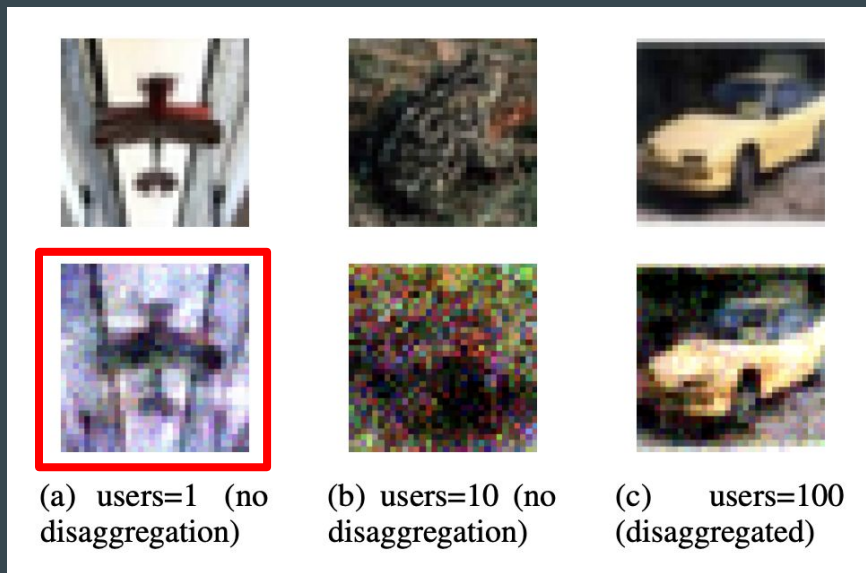 (a) users=1 (no
disaggregation)
(b) users=10 (no
disaggregation)
(c) users=100
(disaggregated)